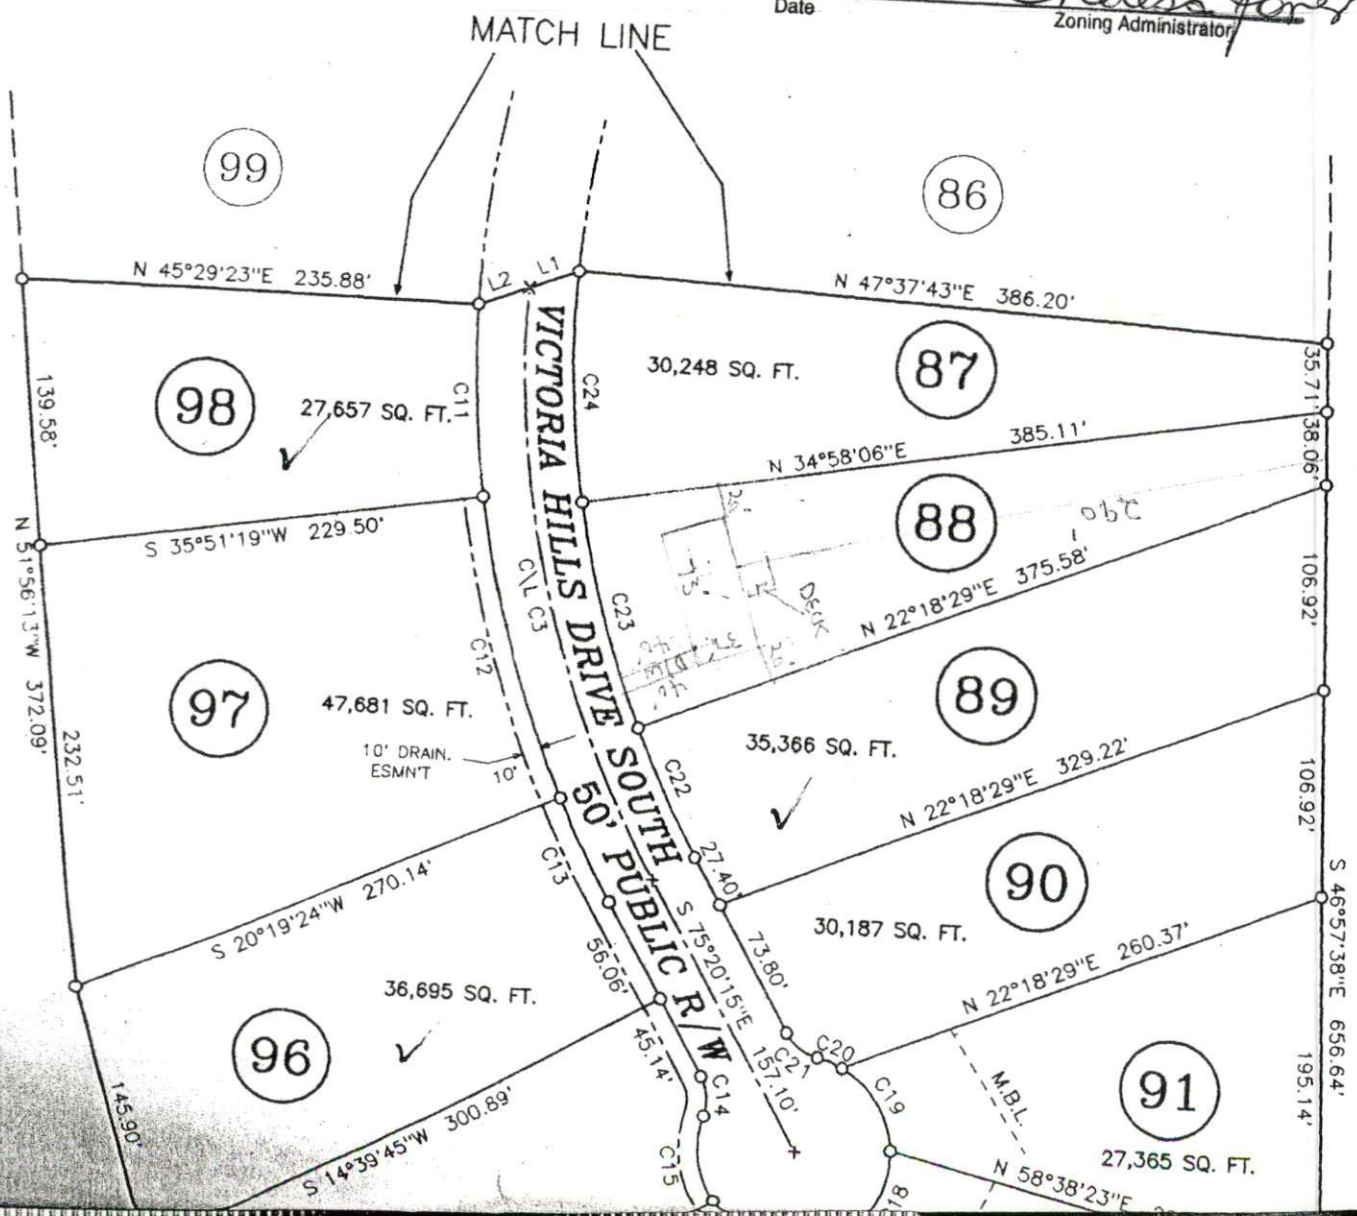 Date
Zoning Administrator
MATCH LINE
99
86
N 45°29'23"E 235.88'
L2
L1
N 47°37'43"E 386.20'
35.71'
98
27,657 SQ. FT.
139.58'
C11
C24
30,248 SQ. FT.
87
N 34°58'06"E 385.11'
38.06'
S 35°51'19"W 229.50'
VICTORIA HILLS DRIVE SOUTH
50' PUBLIC R/W
C\L C3
C23
88
290'
20'
73'
DECK
20'
D/W
N 22°18'29"E 375.58'
106.92'
N 51°56'13"W 372.09'
232.51'
97
47,681 SQ. FT.
C12
10' DRAIN.
ESMN'T
10'
89
35,366 SQ. FT.
C22
27.40'
N 22°18'29"E 329.22'
106.92'
S 20°19'24"W 270.14'
C13
56.06'
S 75°20'15"E
157.10'
73.80'
90
30,187 SQ. FT.
N 22°18'29"E 260.37'
S 46°57'38"E 656.64'
96
36,695 SQ. FT.
145.90'
S 14°39'45"W 300.89'
45.14'
C14
C15
C21
C20
C19
M.B.L.
91
27,365 SQ. FT.
195.14'
N 58°38'23"E